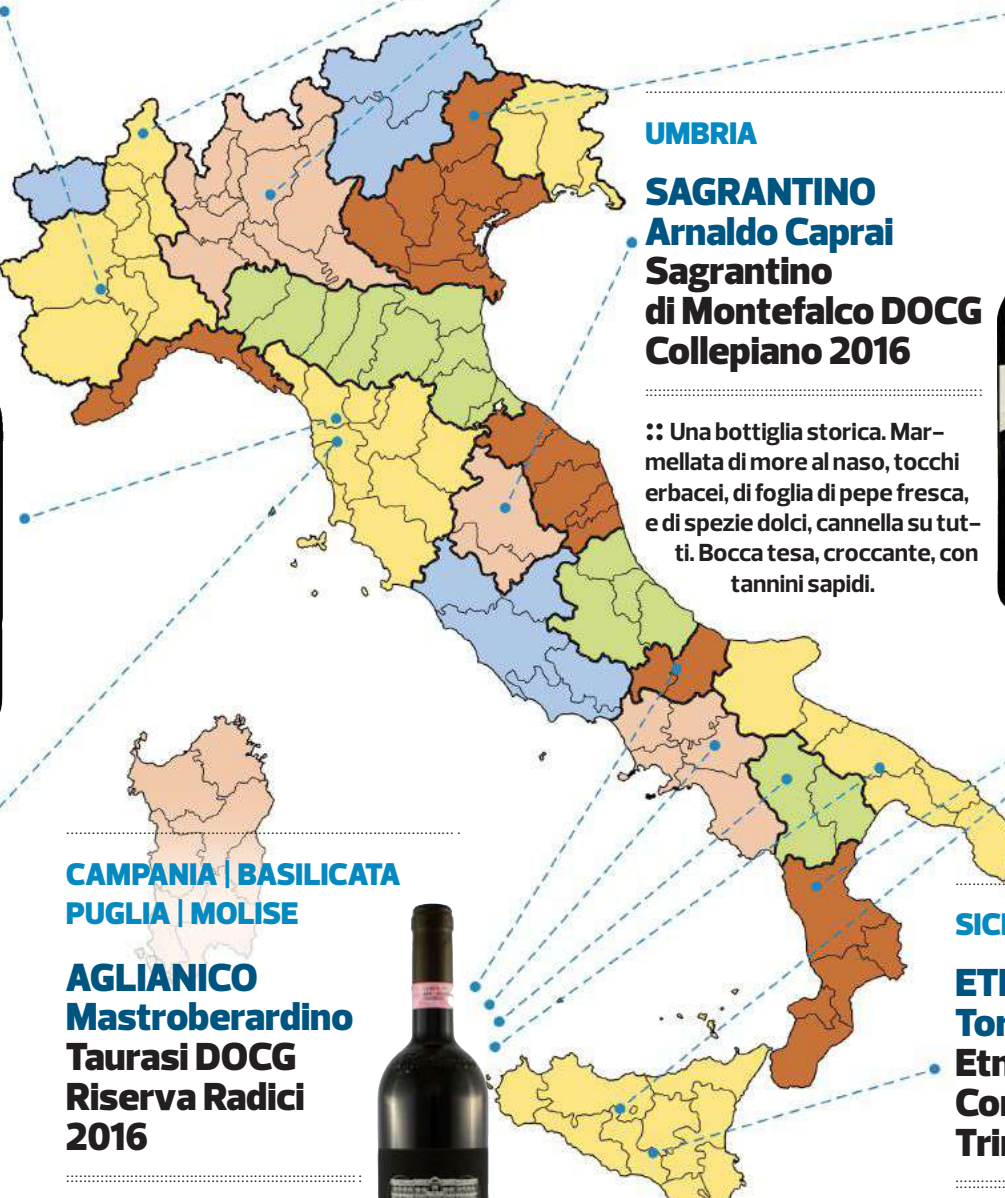 UMBRIA
SAGRANTINO
Arnaldo Caprai
Sagrantino
di Montefalco DOCG
Collepiano 2016
:: Una bottiglia storica. Mar-
mellata di more al naso, tocchi
erbacei, di foglia di pepe fresca,
e di spezie dolci, cannella su tut-
ti. Bocca tesa, croccante, con
tannini sapidi.
CAMPANIA | BASILICATA
PUGLIA | MOLISE
AGLIANICO
Mastroberardino
Taurasi DOCG
Riserva Radici
2016